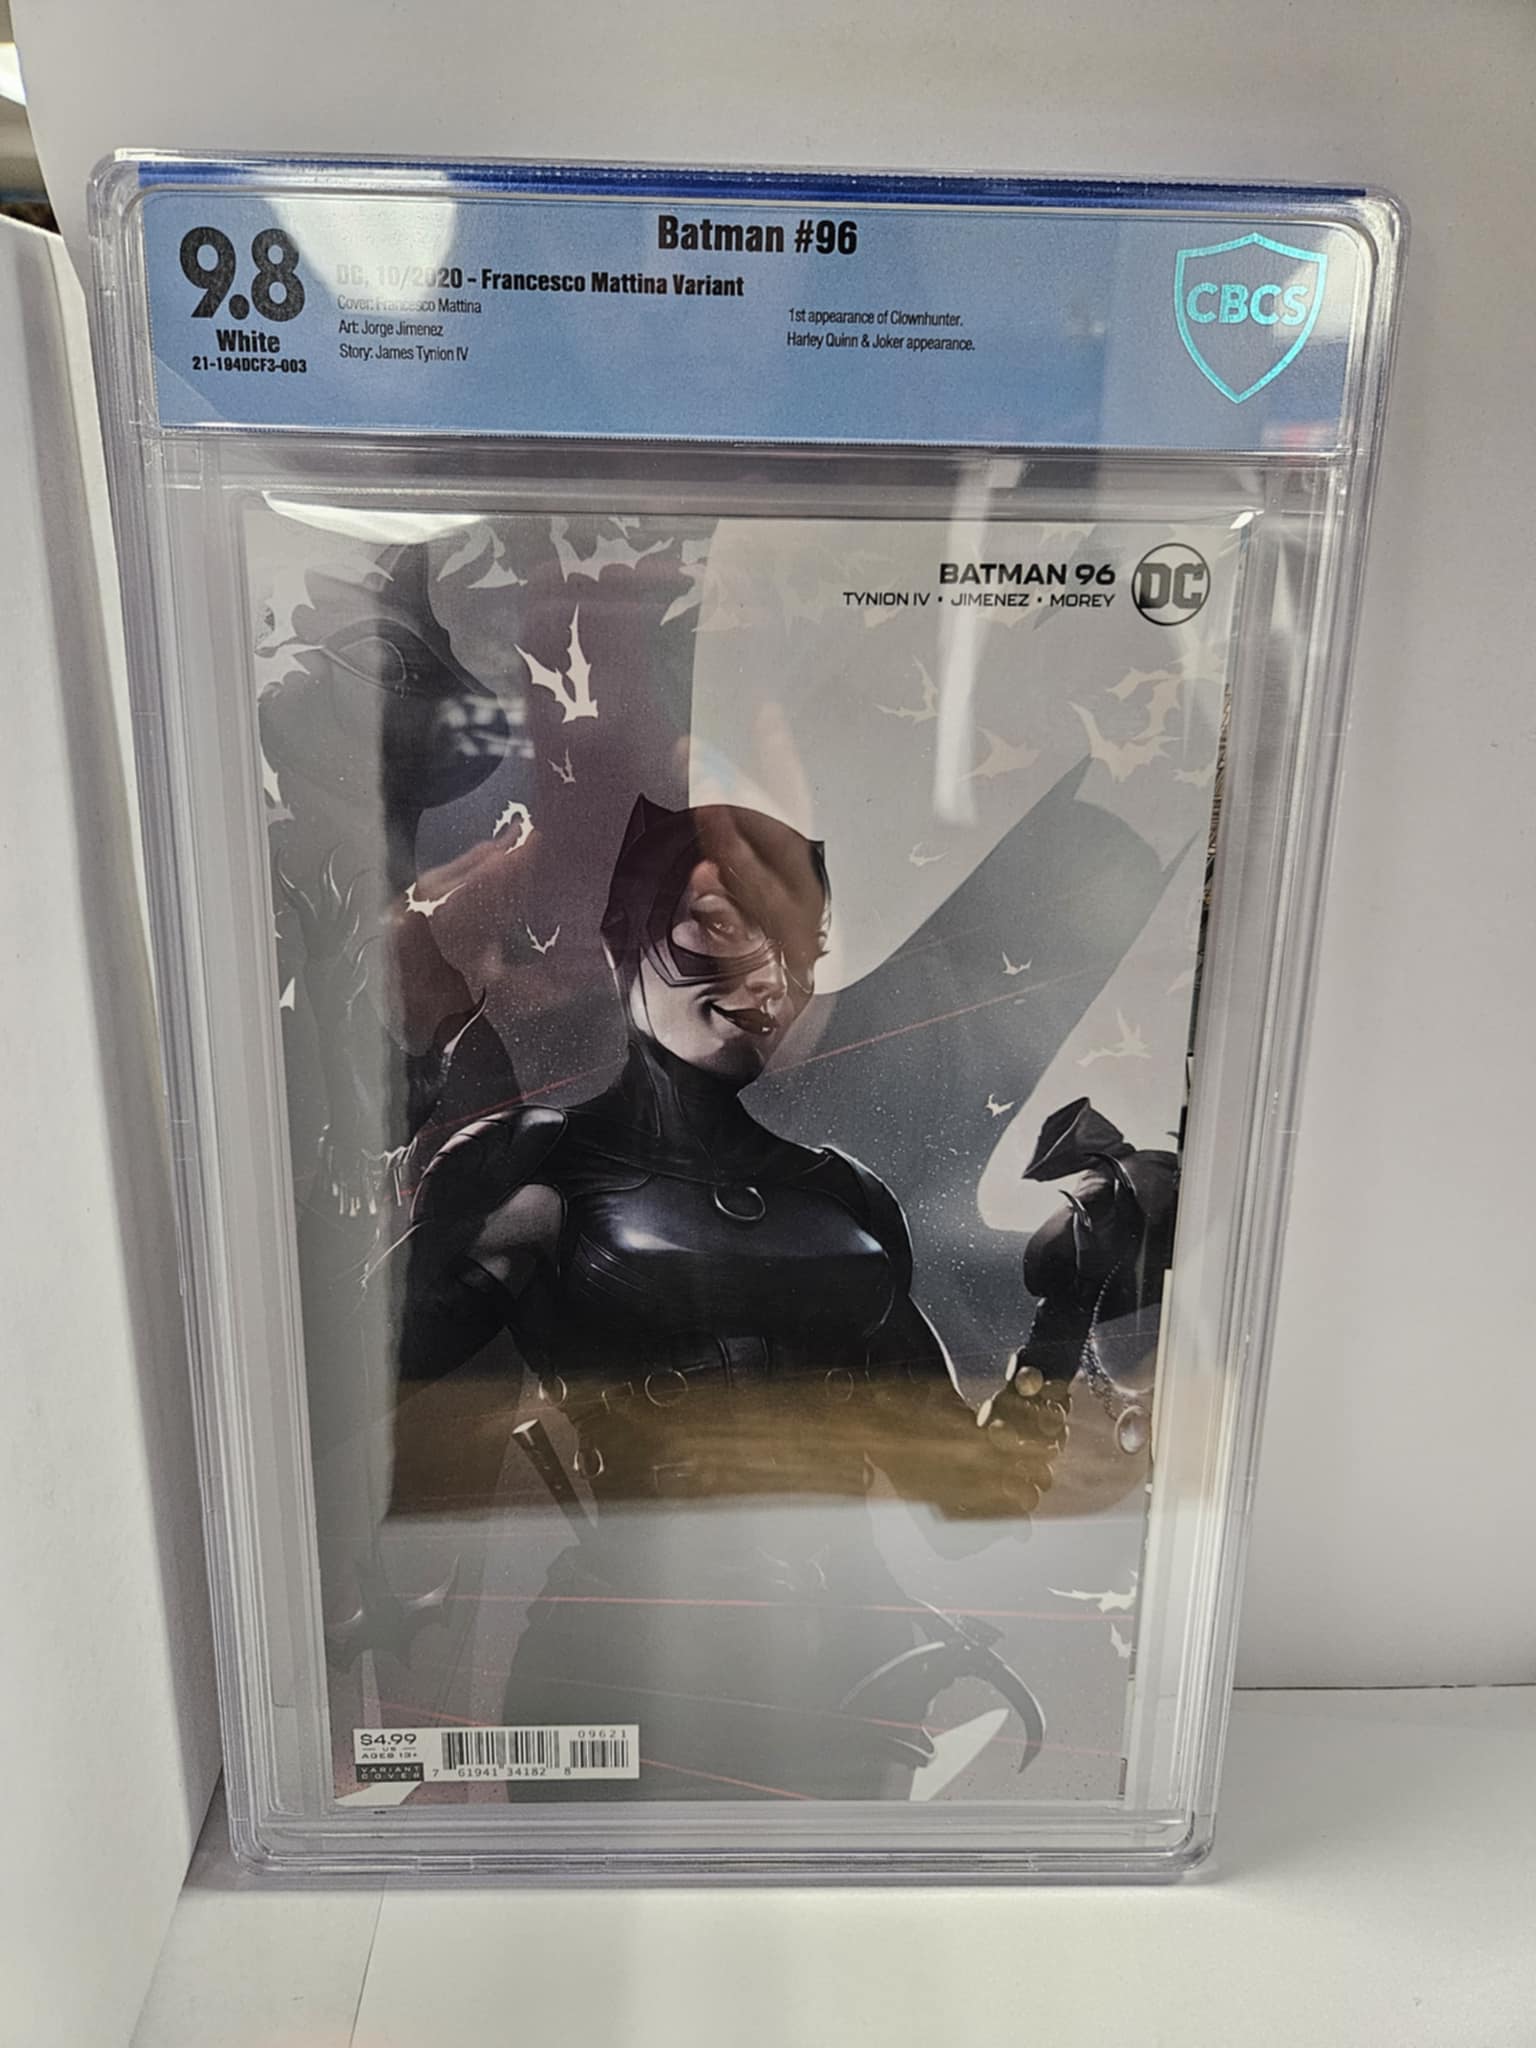 Batman #96
9.8
White
21-194DCF3-003
DC, 10/2020 - Francesco Mattina Variant
Cover: Francesco Mattina
Art: Jorge Jimenez
Story: James Tynion IV
1st appearance of Clownhunter.
Harley Quinn & Joker appearance.
CBCS
BATMAN 96
TYNION IV • JIMENEZ • MOREY
DC
$4.99
US
AGES 13+
VARIANT
COVER
09621
7 61941 34182 8